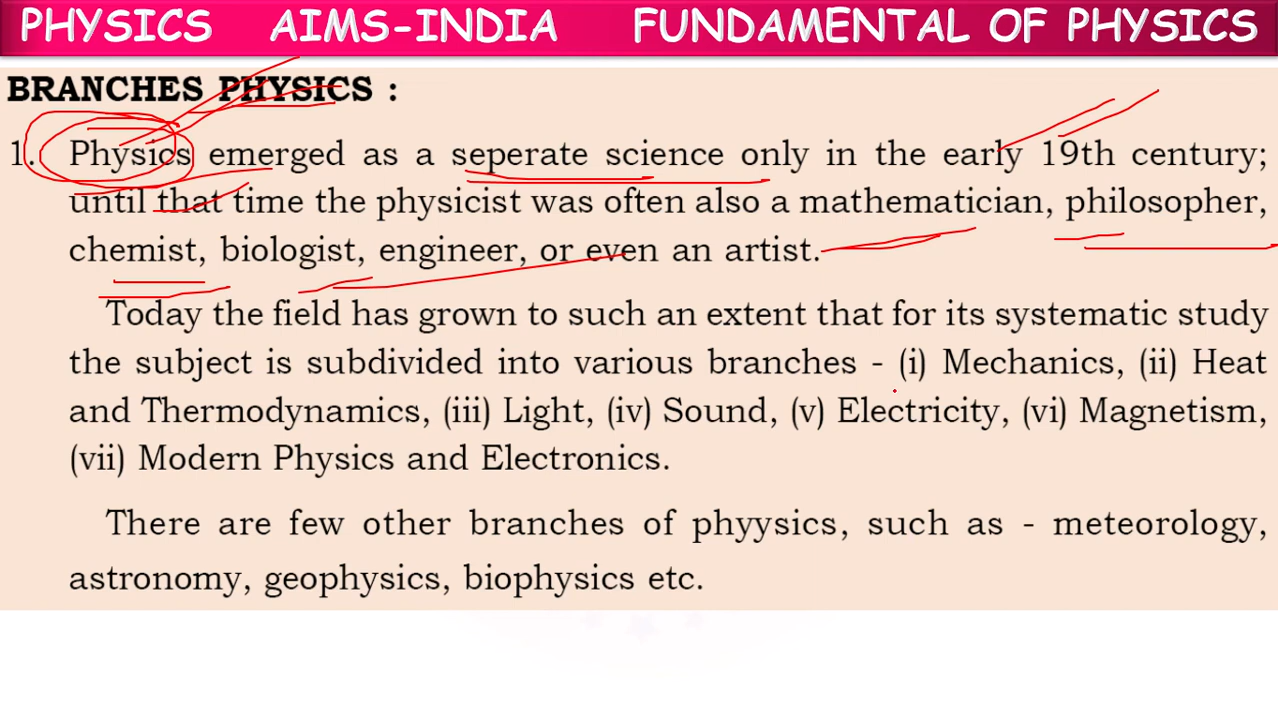 PHYSICS AIMS-INDIA FUNDAMENTAL OF PHYSICS
BRANCHES PHYSICS :
1. Physics emerged as a seperate science only in the early 19th century;
until that time the physicist was often also a mathematician, philosopher,
chemist, biologist, engineer, or even an artist.
Today the field has grown to such an extent that for its systematic study
the subject is subdivided into various branches - (i) Mechanics, (ii) Heat
and Thermodynamics, (iii) Light, (iv) Sound, (v) Electricity, (vi) Magnetism,
(vii) Modern Physics and Electronics.
There are few other branches of phyysics, such as - meteorology,
astronomy, geophysics, biophysics etc.